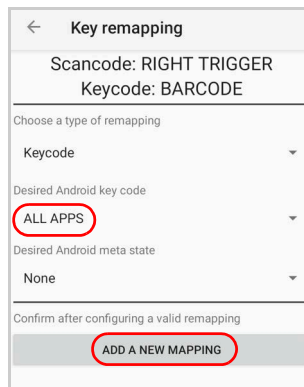 Key remapping
Scancode: RIGHT TRIGGER
Keycode: BARCODE
Choose a type of remapping
Keycode
Desired Android key code
ALL APPS
Desired Android meta state
None
Confirm after configuring a valid remapping
ADD A NEW MAPPING